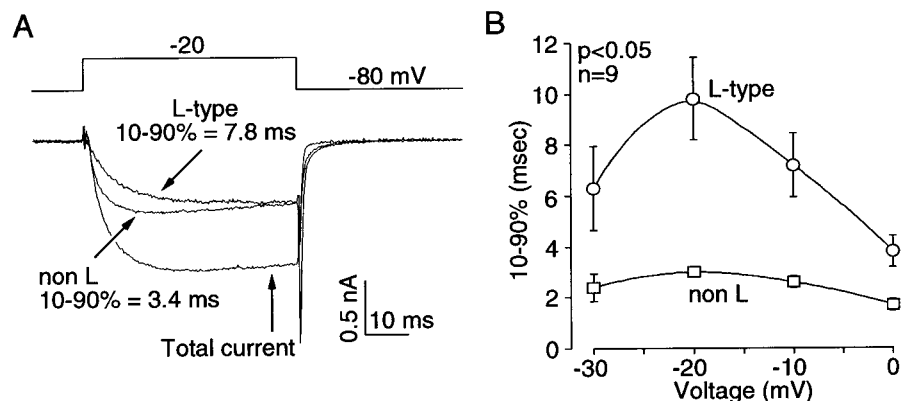 A
-20
-80 mV
L-type
10-90% = 7.8 ms
non L
10-90% = 3.4 ms
Total current
0.5 nA
10 ms
B
p<0.05
n=9
L-type
non L
10-90% (msec)
12
10
8
6
4
2
0
-30
-20
-10
0
Voltage (mV)